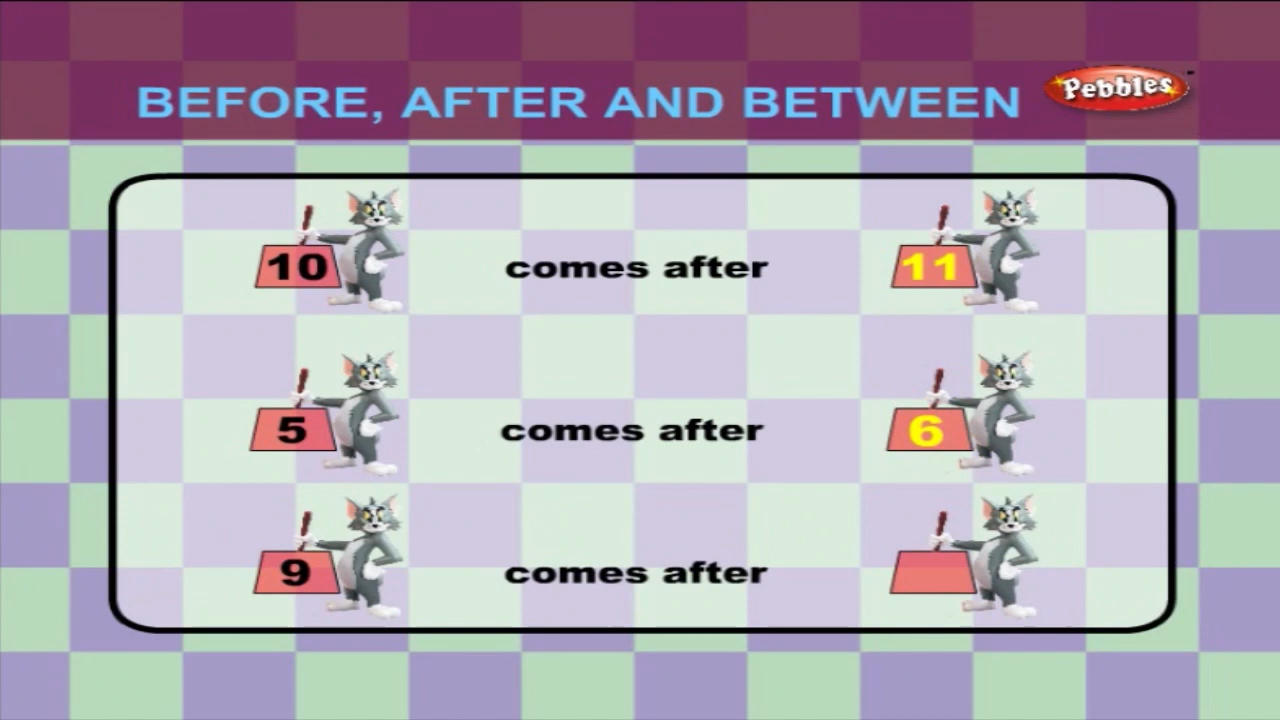 BEFORE, AFTER AND BETWEEN
Pebbles
10 comes after 11
5 comes after 6
9 comes after